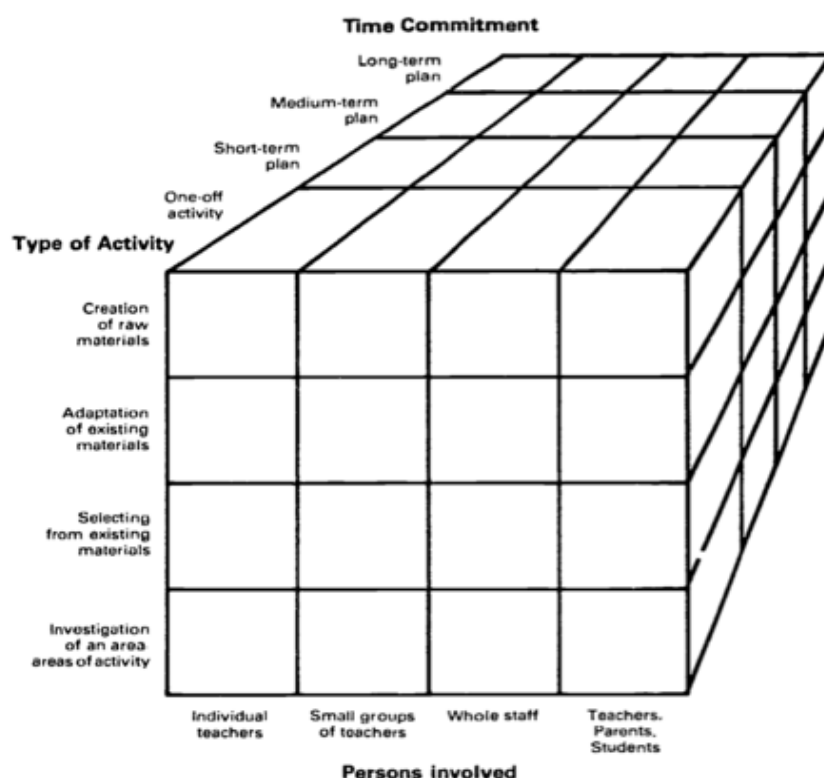 Time Commitment
Long-term
plan
Medium-term
plan
Short-term
plan
One-off
activity
Type of Activity
Creation
of raw
materials
Adaptation
of existing
materials
Selecting
from existing
materials
Investigation
of an area
areas of activity
Individual
teachers
Small groups
of teachers
Whole staff
Teachers,
Parents,
Students
Persons involved